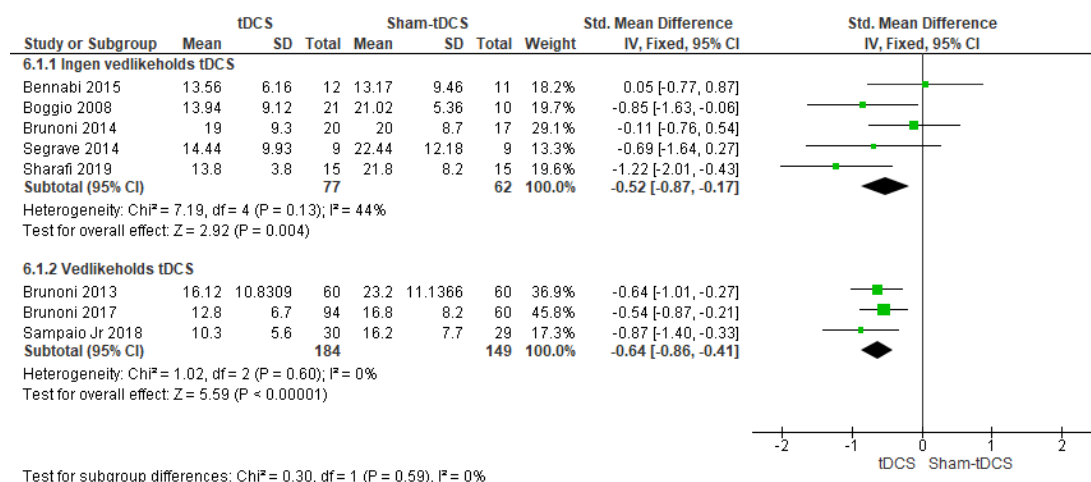 tDCS Sham-tDCS Std. Mean Difference Std. Mean Difference
Study or Subgroup Mean SD Total Mean SD Total Weight IV, Fixed, 95% CI IV, Fixed, 95% CI
6.1.1 Ingen vedlikeholds tDCS
Bennabi 2015 13.56 6.16 12 13.17 9.46 11 18.2% 0.05 [-0.77, 0.87]
Boggio 2008 13.94 9.12 21 21.02 5.36 10 19.7% -0.85 [-1.63, -0.06]
Brunoni 2014 19 9.3 20 20 8.7 17 29.1% -0.11 [-0.76, 0.54]
Segrave 2014 14.44 9.93 9 22.44 12.18 9 13.3% -0.69 [-1.64, 0.27]
Sharafi 2019 13.8 3.8 15 21.8 8.2 15 19.6% -1.22 [-2.01, -0.43]
Subtotal (95% CI) 77 62 100.0% -0.52 [-0.87, -0.17]
Heterogeneity: Chi² = 7.19, df = 4 (P = 0.13); I² = 44%
Test for overall effect: Z = 2.92 (P = 0.004)
6.1.2 Vedlikeholds tDCS
Brunoni 2013 16.12 10.8309 60 23.2 11.1366 60 36.9% -0.64 [-1.01, -0.27]
Brunoni 2017 12.8 6.7 94 16.8 8.2 60 45.8% -0.54 [-0.87, -0.21]
Sampaio Jr 2018 10.3 5.6 30 16.2 7.7 29 17.3% -0.87 [-1.40, -0.33]
Subtotal (95% CI) 184 149 100.0% -0.64 [-0.86, -0.41]
Heterogeneity: Chi² = 1.02, df = 2 (P = 0.60); I² = 0%
Test for overall effect: Z = 5.59 (P < 0.00001)
-2 -1 0 1 2
tDCS Sham-tDCS
Test for subgroup differences: Chi² = 0.30, df = 1 (P = 0.59), I² = 0%